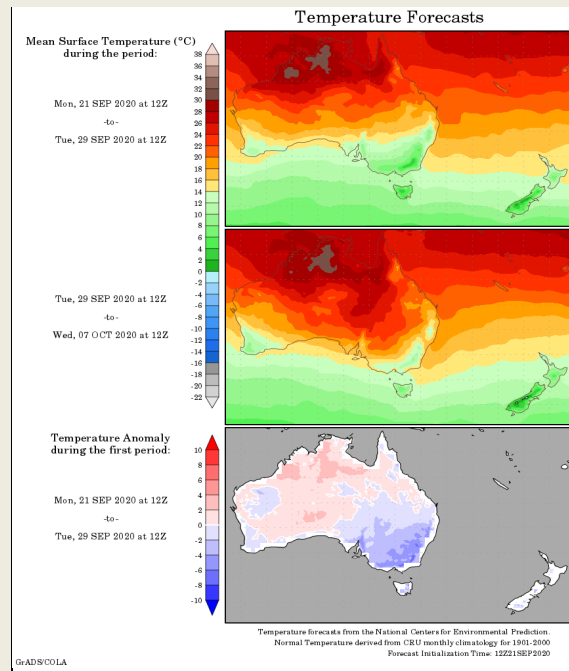 Temperature Forecasts
Mean Surface Temperature (°C)
during the period:
Mon, 21 SEP 2020 at 12Z
-to-
Tue, 29 SEP 2020 at 12Z
38
36
34
32
30
28
26
24
22
20
18
16
14
12
10
8
6
4
2
0
-2
-4
-6
-8
-10
-12
-14
-16
-18
-20
-22
Tue, 29 SEP 2020 at 12Z
-to-
Wed, 07 OCT 2020 at 12Z
Temperature Anomaly
during the first period:
Mon, 21 SEP 2020 at 12Z
-to-
Tue, 29 SEP 2020 at 12Z
10
8
6
4
2
0
-2
-4
-6
-8
-10
Temperature forecasts from the National Centers for Environmental Prediction.
Normal Temperature derived from CRU monthly climatology for 1901-2000
Forecast Initialization Time: 12Z21SEP2020
GrADS/COLA